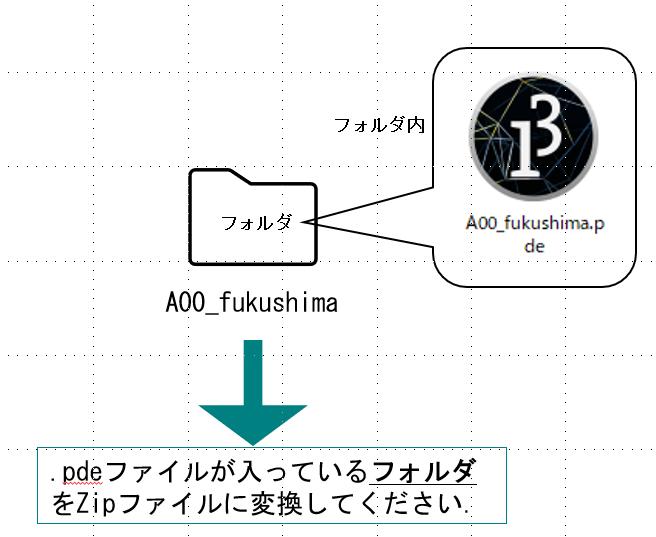 フォルダ内
フォルダ
A00_fukushima.p
de
A00_fukushima
.pdeファイルが入っているフォルダ
をZipファイルに変換してください.